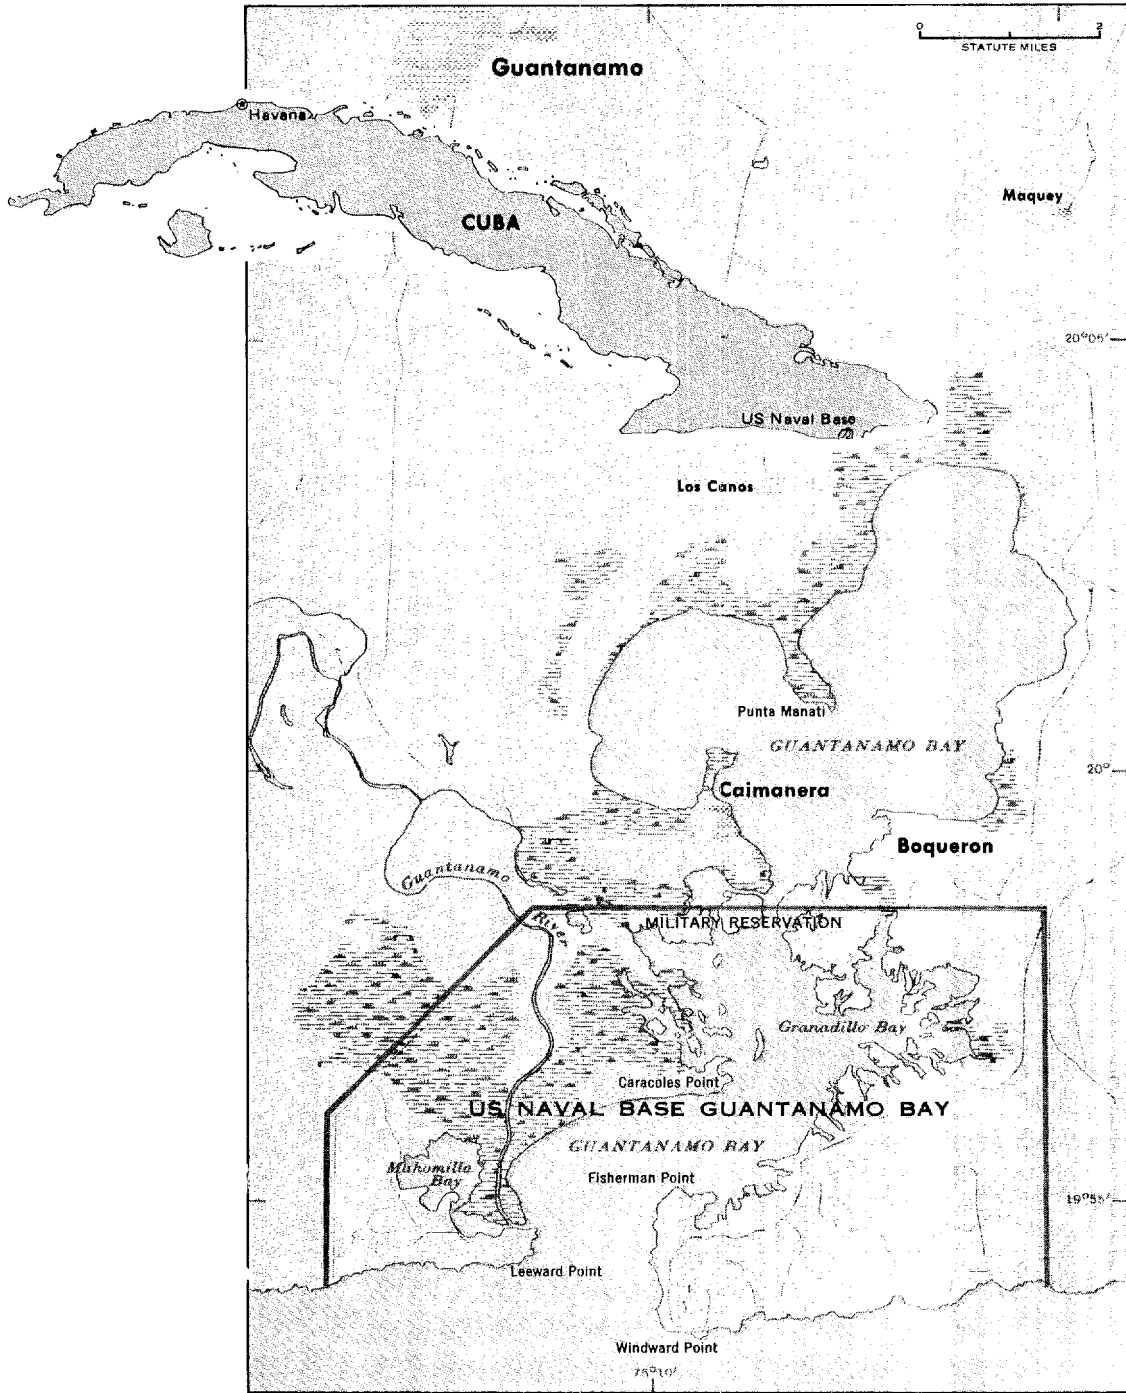 0 2
STATUTE MILES
Guantanamo
Havana
Maquey
CUBA
20°05'
US Naval Base
Los Canos
Punta Manati
GUANTANAMO BAY
20°
Caimanera
Boqueron
Guantanamo River
MILITARY RESERVATION
Granadillo Bay
Caracoles Point
US NAVAL BASE GUANTANAMO BAY
GUANTANAMO BAY
Mahomilla
Bay
Fisherman Point
19°55'
Leeward Point
Windward Point
75°10'